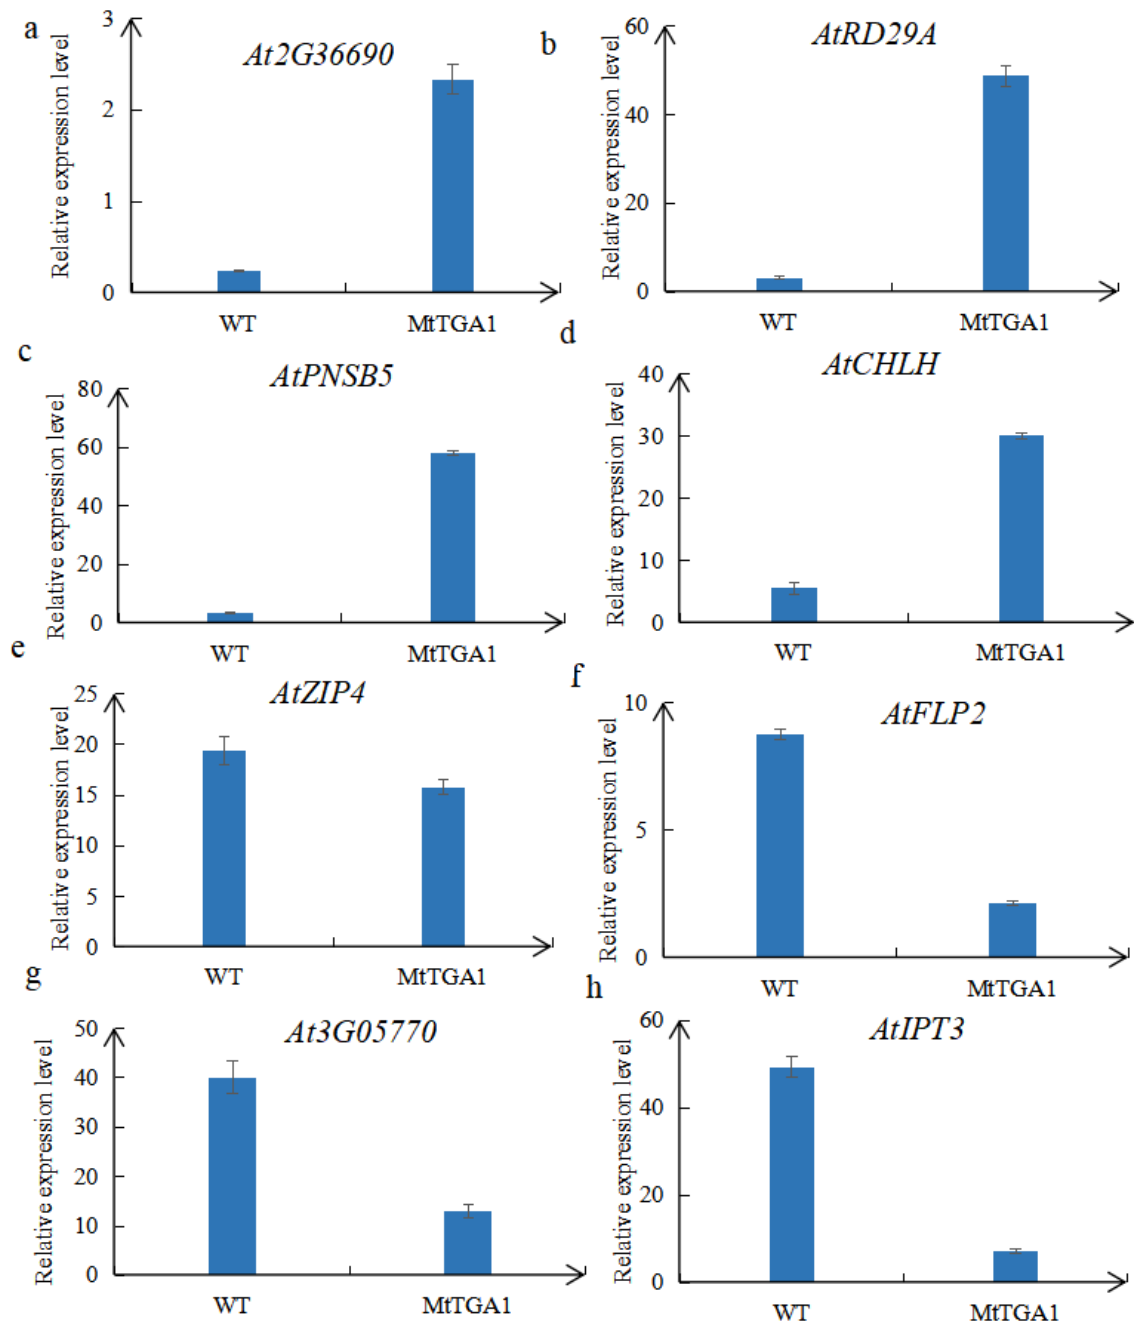 a
At2G36690
Relative expression level
3
2
1
0
WT
MtTGA1
b
AtRD29A
Relative expression level
60
40
20
0
WT
MtTGA1
c
AtPNSB5
Relative expression level
80
60
40
20
0
WT
MtTGA1
d
AtCHLH
Relative expression level
40
30
20
10
0
WT
MtTGA1
e
AtZIP4
Relative expression level
25
20
15
10
5
0
WT
MtTGA1
f
AtFLP2
Relative expression level
10
5
0
WT
MtTGA1
g
At3G05770
Relative expression level
50
40
30
20
10
0
WT
MtTGA1
h
AtIPT3
Relative expression level
60
40
20
0
WT
MtTGA1